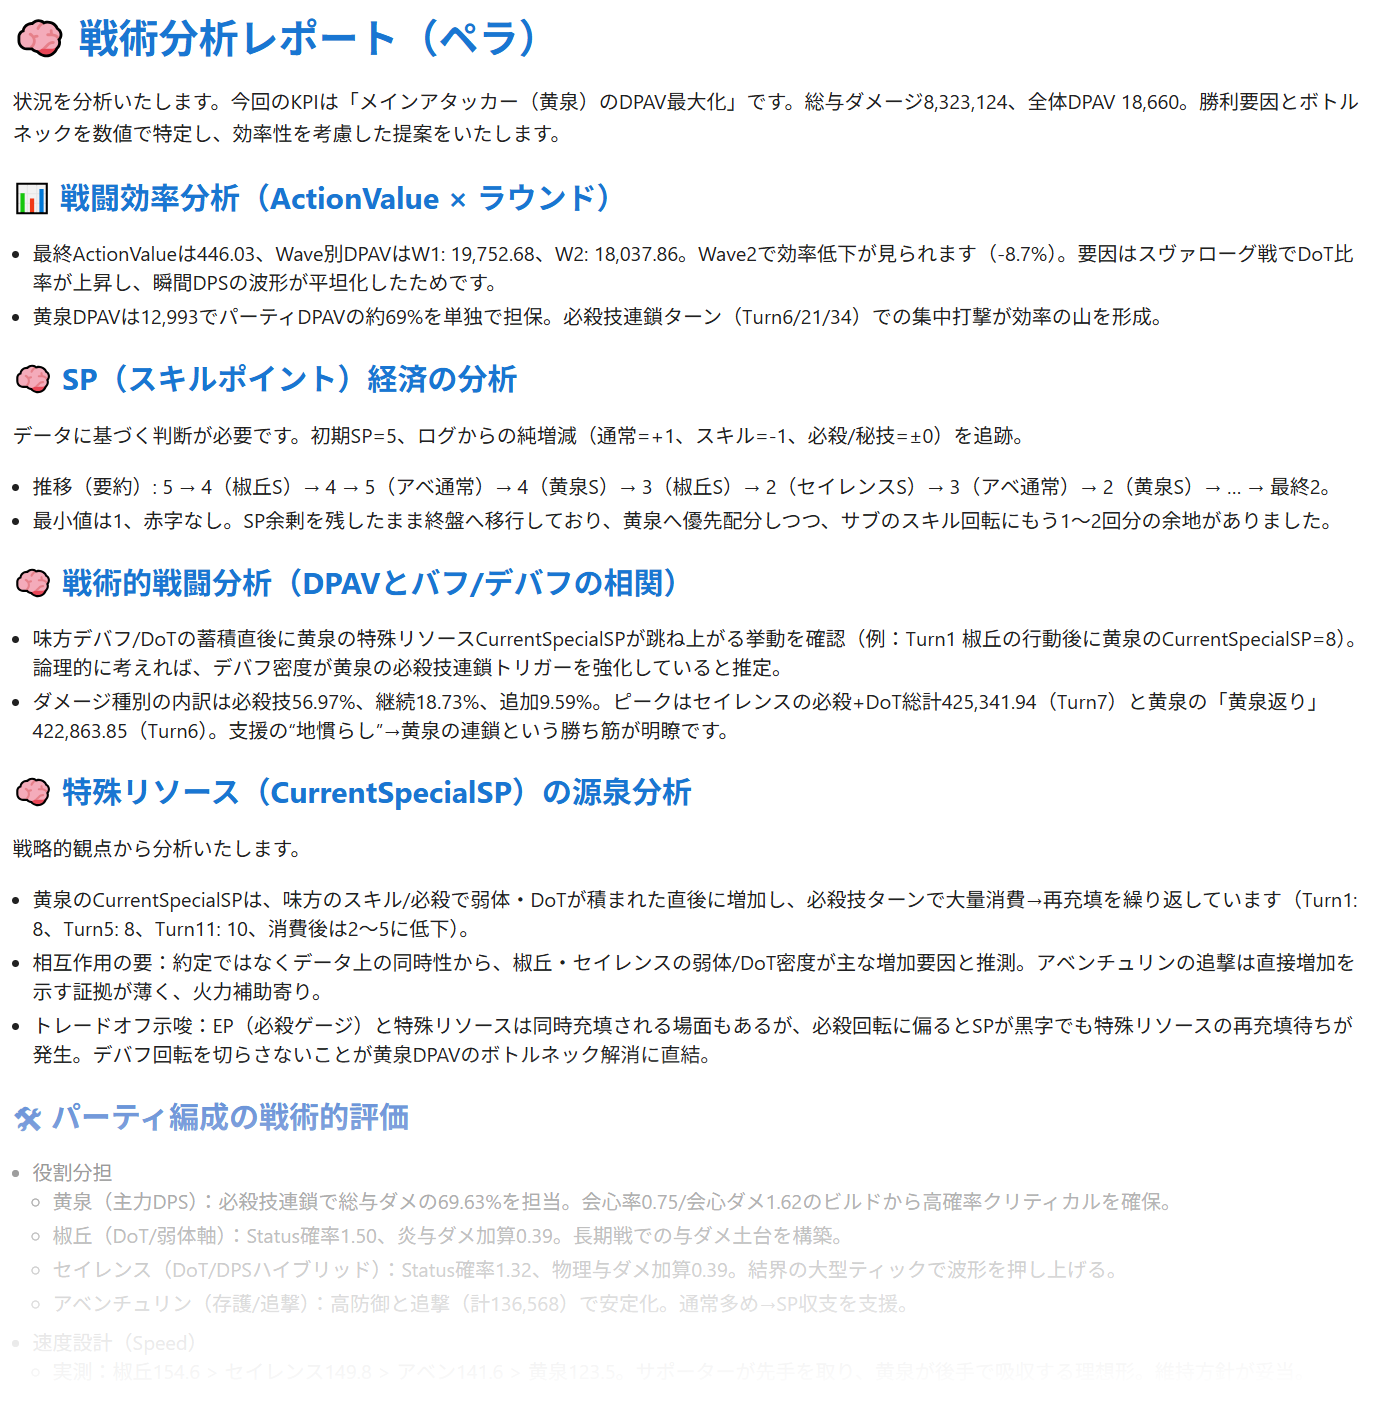 🧠 戦術分析レポート（ペラ）
状況を分析いたします。今回のKPIは「メインアタッカー（黄泉）のDPAV最大化」です。総与ダメージ8,323,124、全体DPAV 18,660。勝利要因とボトル
ネックを数値で特定し、効率性を考慮した提案をいたします。
📊 戦闘効率分析（ActionValue × ラウンド）
• 最終ActionValueは446.03、Wave別DPAVはW1: 19,752.68、W2: 18,037.86。Wave2で効率低下が見られます（-8.7%）。要因はスヴァローグ戦でDoT比
率が上昇し、瞬間DPSの波形が平坦化したためです。
• 黄泉DPAVは12,993でパーティDPAVの約69%を単独で担保。必殺技連鎖ターン（Turn6/21/34）での集中打撃が効率の山を形成。
🧠 SP（スキルポイント）経済の分析
データに基づく判断が必要です。初期SP=5、ログからの純増減（通常=+1、スキル=-1、必殺/秘技=±0）を追跡。
• 推移（要約）: 5 → 4（椒丘S）→ 4 → 5（アベ通常）→ 4（黄泉S）→ 3（椒丘S）→ 2（セイレンスS）→ 3（アベ通常）→ 2（黄泉S）→ … → 最終2。
• 最小値は1、赤字なし。SP余剰を残したまま終盤へ移行しており、黄泉へ優先配分しつつ、サブのスキル回転にもう1〜2回分の余地がありました。
🧠 戦術的戦闘分析（DPAVとバフ/デバフの相関）
• 味方デバフ/DoTの蓄積直後に黄泉の特殊リソースCurrentSpecialSPが跳ね上がる挙動を確認（例：Turn1 椒丘の行動後に黄泉のCurrentSpecialSP=8）。
論理的に考えれば、デバフ密度が黄泉の必殺技連鎖トリガーを強化していると推定。
• ダメージ種別の内訳は必殺技56.97%、継続18.73%、追加9.59%。ピークはセイレンスの必殺+DoT総計425,341.94（Turn7）と黄泉の「黄泉返り」
422,863.85（Turn6）。支援の“地慣らし”→黄泉の連鎖という勝ち筋が明瞭です。
🧠 特殊リソース（CurrentSpecialSP）の源泉分析
戦略的観点から分析いたします。
• 黄泉のCurrentSpecialSPは、味方のスキル/必殺で弱体・DoTが積まれた直後に増加し、必殺技ターンで大量消費→再充填を繰り返しています（Turn1:
8、Turn5: 8、Turn11: 10、消費後は2〜5に低下）。
• 相互作用の要：約定ではなくデータ上の同時性から、椒丘・セイレンスの弱体/DoT密度が主な増加要因と推測。アベンチュリンの追撃は直接増加を
示す証拠が薄く、火力補助寄り。
• トレードオフ示唆：EP（必殺ゲージ）と特殊リソースは同時充填される場面もあるが、必殺回転に偏るとSPが黒字でも特殊リソースの再充填待ちが
発生。デバフ回転を切らさないことが黄泉DPAVのボトルネック解消に直結。
🛠 パーティ編成の戦術的評価
• 役割分担
◦ 黄泉（主力DPS）：必殺技連鎖で総与ダメの69.63%を担当。会心率0.75/会心ダメ1.62のビルドから高確率クリティカルを確保。
◦ 椒丘（DoT/弱体軸）：Status確率1.50、炎与ダメ加算0.39。長期戦での与ダメ土台を構築。
◦ セイレンス（DoT/DPSハイブリッド）：Status確率1.32、物理与ダメ加算0.39。結界の大型ティックで波形を押し上げる。
◦ アベンチュリン（存護/追撃）：高防御と追撃（計136,568）で安定化。通常多め→SP収支を支援。
• 速度設計（Speed）
◦ 実測：椒丘154.6 > セイレンス149.8 > アベン141.6 > 黄泉123.5。サポーターが先手を取り、黄泉が後手で吸収する理想形。維持方針が妥当。